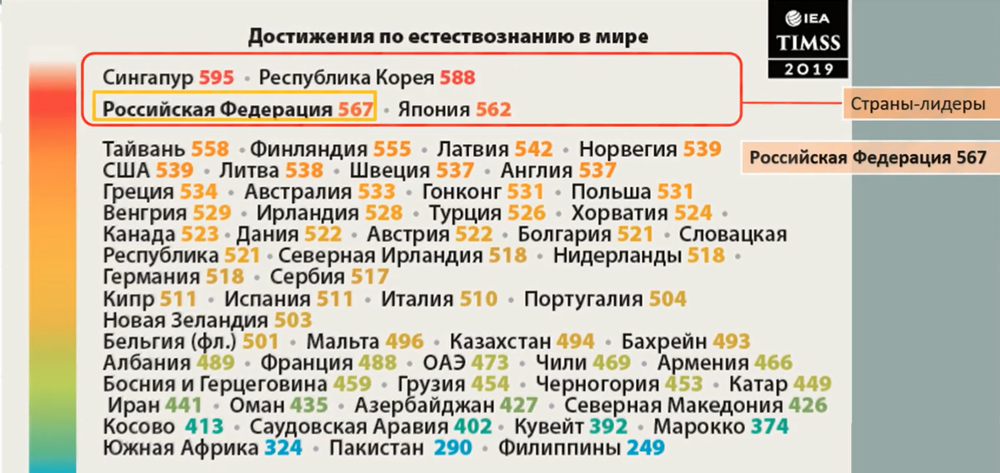 IEA
TIMSS
2019
Достижения по естествознанию в мире
Сингапур 595 • Республика Корея 588
Российская Федерация 567 • Япония 562
Страны-лидеры
Тайвань 558 • Финляндия 555 • Латвия 542 • Норвегия 539
Российская Федерация 567
США 539 • Литва 538 • Швеция 537 • Англия 537
Греция 534 • Австралия 533 • Гонконг 531 • Польша 531
Венгрия 529 • Ирландия 528 • Турция 526 • Хорватия 524 •
Канада 523 • Дания 522 • Австрия 522 • Болгария 521 • Словацкая
Республика 521 • Северная Ирландия 518 • Нидерланды 518 •
Германия 518 • Сербия 517
Кипр 511 • Испания 511 • Италия 510 • Португалия 504
Новая Зеландия 503
Бельгия (фл.) 501 • Мальта 496 • Казахстан 494 • Бахрейн 493
Албания 489 • Франция 488 • ОАЭ 473 • Чили 469 • Армения 466
Босния и Герцеговина 459 • Грузия 454 • Черногория 453 • Катар 449
Иран 441 • Оман 435 • Азербайджан 427 • Северная Македония 426
Косово 413 • Саудовская Аравия 402 • Кувейт 392 • Марокко 374
Южная Африка 324 • Пакистан 290 • Филиппины 249